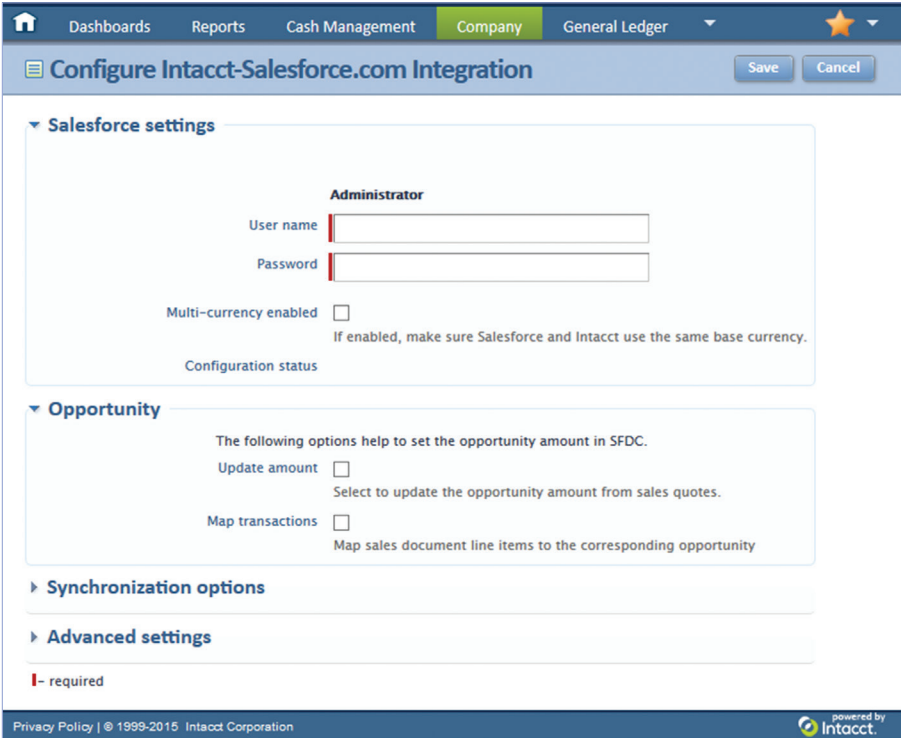 Dashboards Reports Cash Management Company General Ledger
Configure Intacct-Salesforce.com Integration Save Cancel
Salesforce settings
Administrator
User name
Password
Multi-currency enabled
If enabled, make sure Salesforce and Intacct use the same base currency.
Configuration status
Opportunity
The following options help to set the opportunity amount in SFDC.
Update amount
Select to update the opportunity amount from sales quotes.
Map transactions
Map sales document line items to the corresponding opportunity
Synchronization options
Advanced settings
- required
Privacy Policy | © 1999-2015 Intacct Corporation
powered by
Intacct.